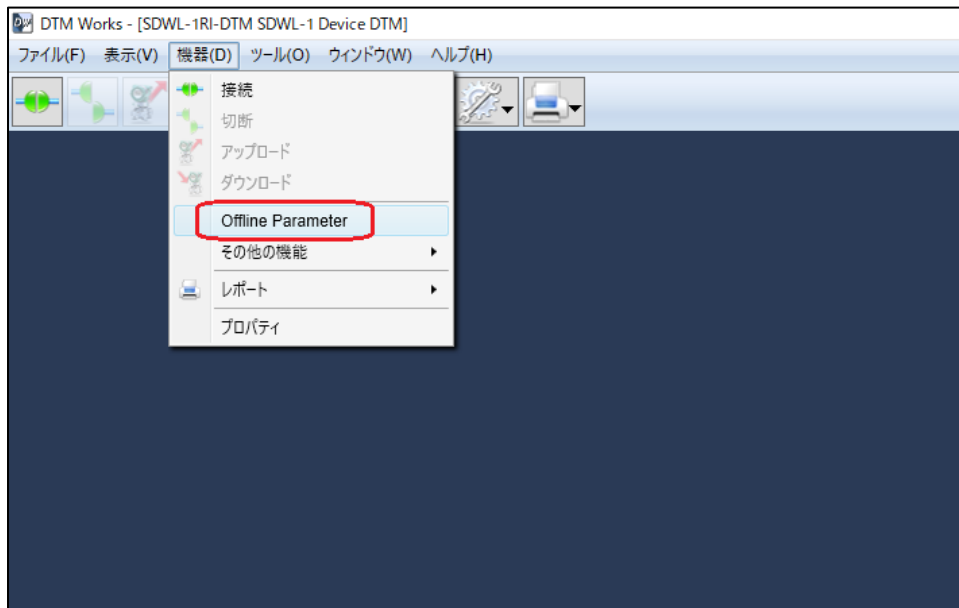 DTM Works - [SDWL-1RI-DTM SDWL-1 Device DTM]
ファイル(F) 表示(V) 機器(D) ツール(O) ウィンドウ(W) ヘルプ(H)
接続
切断
アップロード
ダウンロード
Offline Parameter
その他の機能
レポート
プロパティ